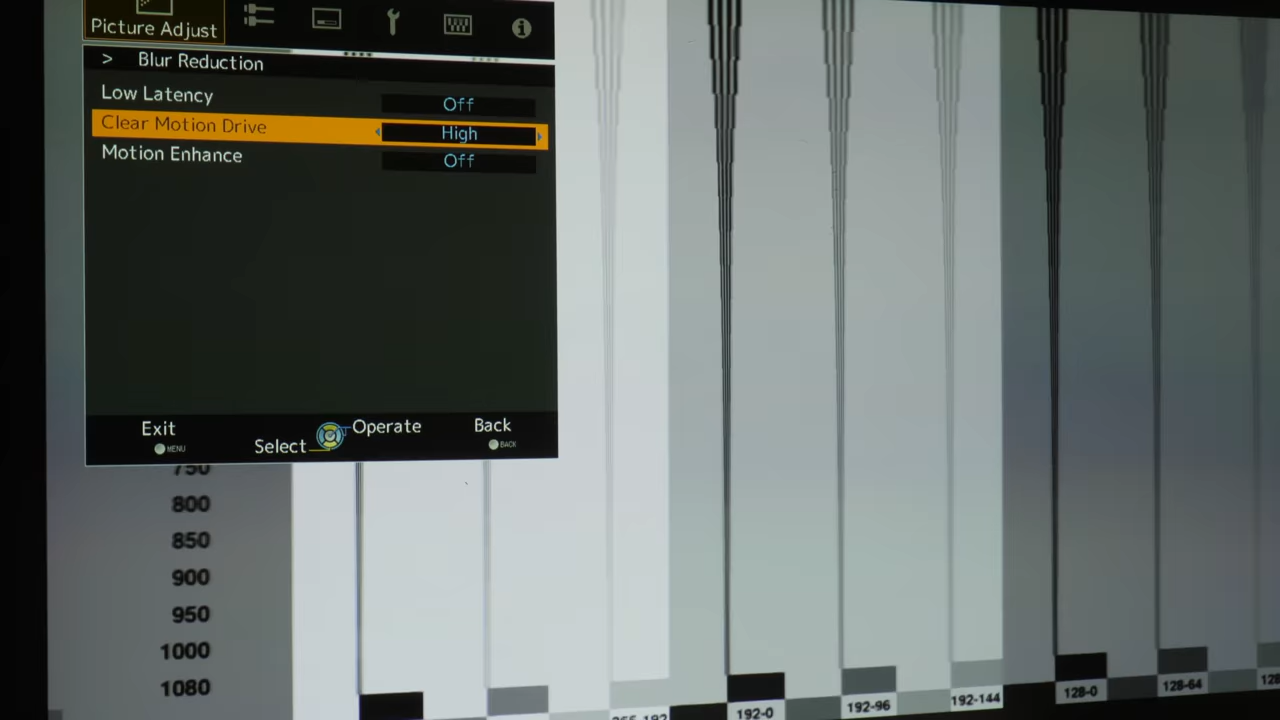 Picture Adjust
> Blur Reduction
Low Latency Off
Clear Motion Drive High
Motion Enhance Off
Exit
MENU
Select
Operate
Back
BACK
750
800
850
900
950
1000
1080
192-0
192-96
192-144
128-0
128-64